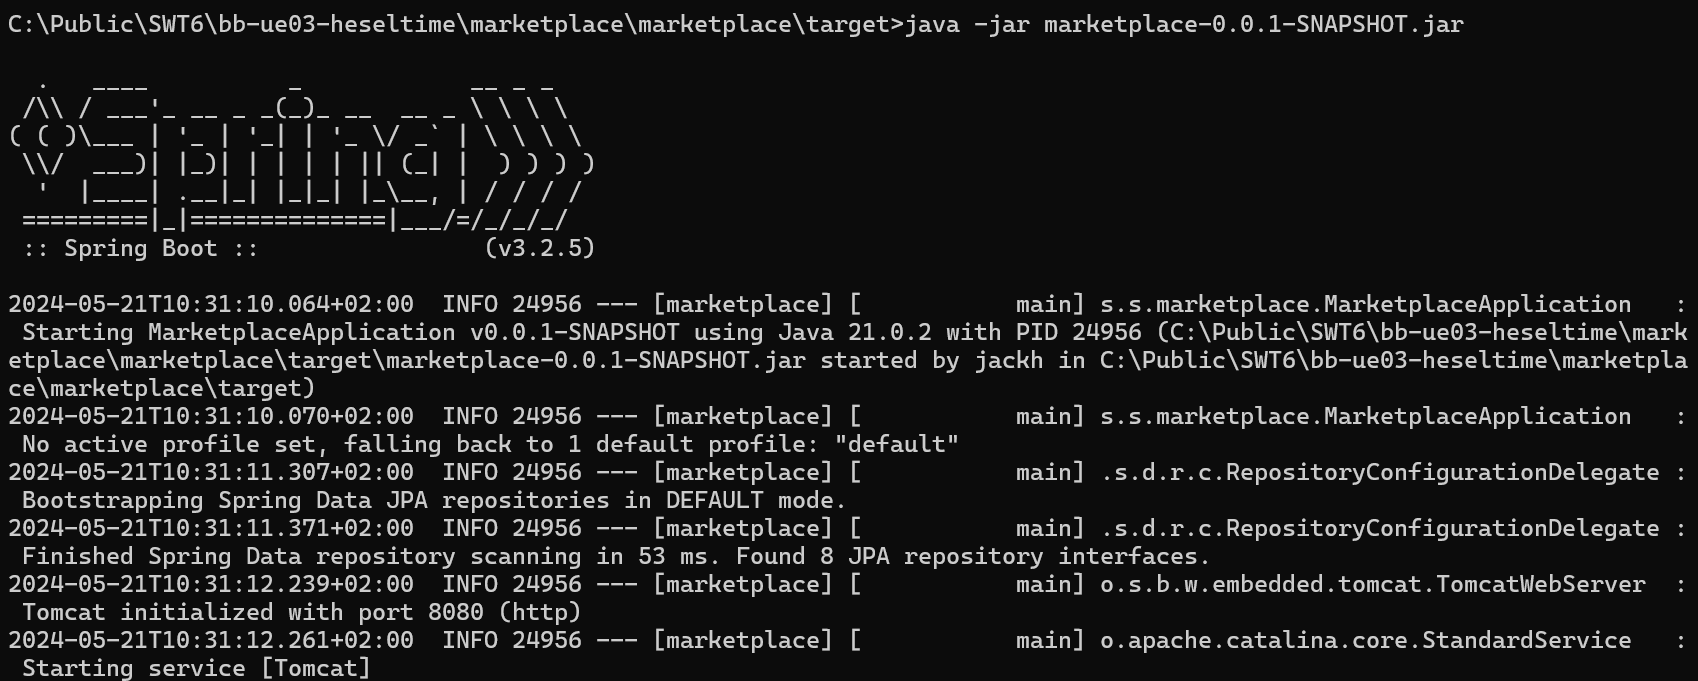 C:\Public\SWT6\bb-ue03-heseltime\marketplace\marketplace\target>java -jar marketplace-0.0.1-SNAPSHOT.jar

  .   ____          _            __ _ _
 /\\ / ___'_ __ _ _(_)_ __  __ _ \ \ \ \
( ( )\___ | '_ | '_| | '_ \/ _` | \ \ \ \
 \\/  ___)| |_)| | | | | || (_| |  ) ) ) )
  '  |____| .__|_| |_|_| |_\__, | / / / /
 =========|_|==============|___/=/_/_/_/
 :: Spring Boot ::                (v3.2.5)

2024-05-21T10:31:10.064+02:00  INFO 24956 --- [marketplace] [           main] s.s.marketplace.MarketplaceApplication   :
 Starting MarketplaceApplication v0.0.1-SNAPSHOT using Java 21.0.2 with PID 24956 (C:\Public\SWT6\bb-ue03-heseltime\mark
etplace\marketplace\target\marketplace-0.0.1-SNAPSHOT.jar started by jackh in C:\Public\SWT6\bb-ue03-heseltime\marketpla
ce\marketplace\target)
2024-05-21T10:31:10.070+02:00  INFO 24956 --- [marketplace] [           main] s.s.marketplace.MarketplaceApplication   :
 No active profile set, falling back to 1 default profile: "default"
2024-05-21T10:31:11.307+02:00  INFO 24956 --- [marketplace] [           main] .s.d.r.c.RepositoryConfigurationDelegate :
 Bootstrapping Spring Data JPA repositories in DEFAULT mode.
2024-05-21T10:31:11.371+02:00  INFO 24956 --- [marketplace] [           main] .s.d.r.c.RepositoryConfigurationDelegate :
 Finished Spring Data repository scanning in 53 ms. Found 8 JPA repository interfaces.
2024-05-21T10:31:12.239+02:00  INFO 24956 --- [marketplace] [           main] o.s.b.w.embedded.tomcat.TomcatWebServer  :
 Tomcat initialized with port 8080 (http)
2024-05-21T10:31:12.261+02:00  INFO 24956 --- [marketplace] [           main] o.apache.catalina.core.StandardService   :
 Starting service [Tomcat]